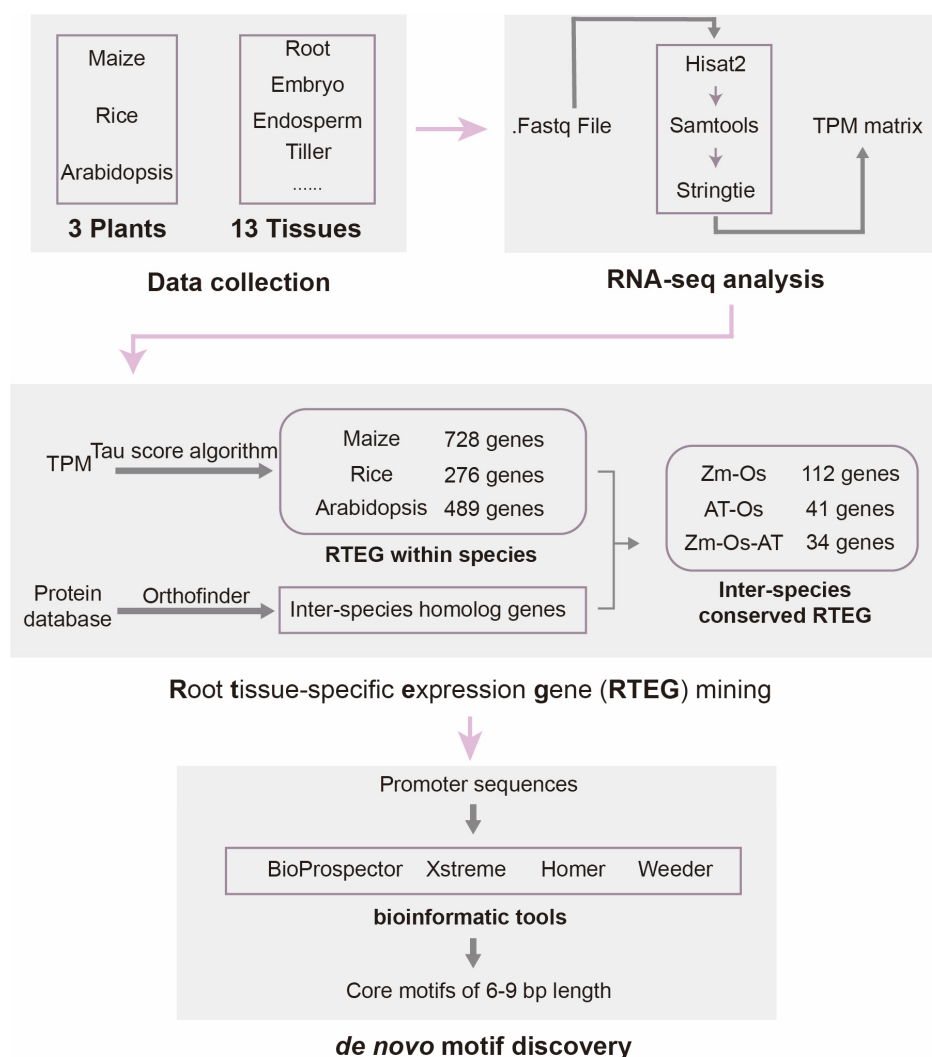 Maize
Rice
Arabidopsis
3 Plants
Root
Embryo
Endosperm
Tiller
......
13 Tissues
Data collection
.Fastq File
Hisat2
Samtools
Stringtie
TPM matrix
RNA-seq analysis
TPM
Tau score algorithm
Maize 728 genes
Rice 276 genes
Arabidopsis 489 genes
RTEG within species
Protein
database
Orthofinder
Inter-species homolog genes
Zm-Os 112 genes
AT-Os 41 genes
Zm-Os-AT 34 genes
Inter-species
conserved RTEG
Root tissue-specific expression gene (RTEG) mining
Promoter sequences
BioProspector Xstreme Homer Weeder
bioinformatic tools
Core motifs of 6-9 bp length
de novo motif discovery